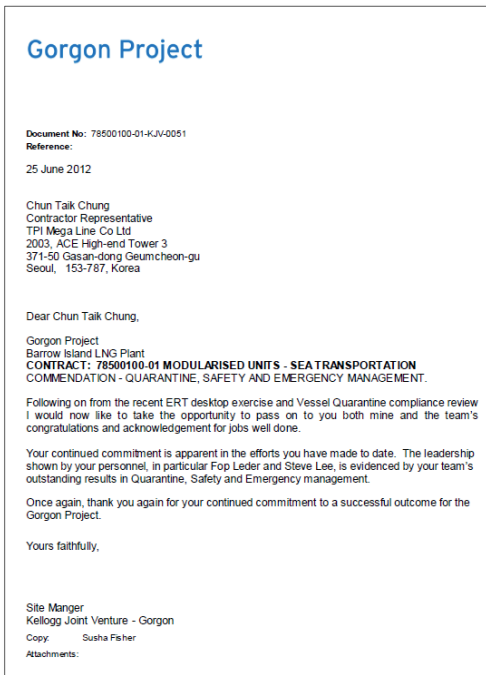 Gorgon Project
Document No: 78500100-01-KJV-0051
Reference:
25 June 2012
Chun Taik Chung
Contractor Representative
TPI Mega Line Co Ltd
2003, ACE High-end Tower 3
371-50 Gasan-dong Geumcheon-gu
Seoul, 153-787, Korea
Dear Chun Taik Chung,
Gorgon Project
Barrow Island LNG Plant
CONTRACT: 78500100-01 MODULARISED UNITS - SEA TRANSPORTATION
COMMENDATION - QUARANTINE, SAFETY AND EMERGENCY MANAGEMENT.
Following on from the recent ERT desktop exercise and Vessel Quarantine compliance review
I would now like to take the opportunity to pass on to you both mine and the team's
congratulations and acknowledgement for jobs well done.
Your continued commitment is apparent in the efforts you have made to date. The leadership
shown by your personnel, in particular Fop Leder and Steve Lee, is evidenced by your team's
outstanding results in Quarantine, Safety and Emergency management.
Once again, thank you again for your continued commitment to a successful outcome for the
Gorgon Project.
Yours faithfully,
Site Manger
Kellogg Joint Venture - Gorgon
Copy: Susha Fisher
Attachments: